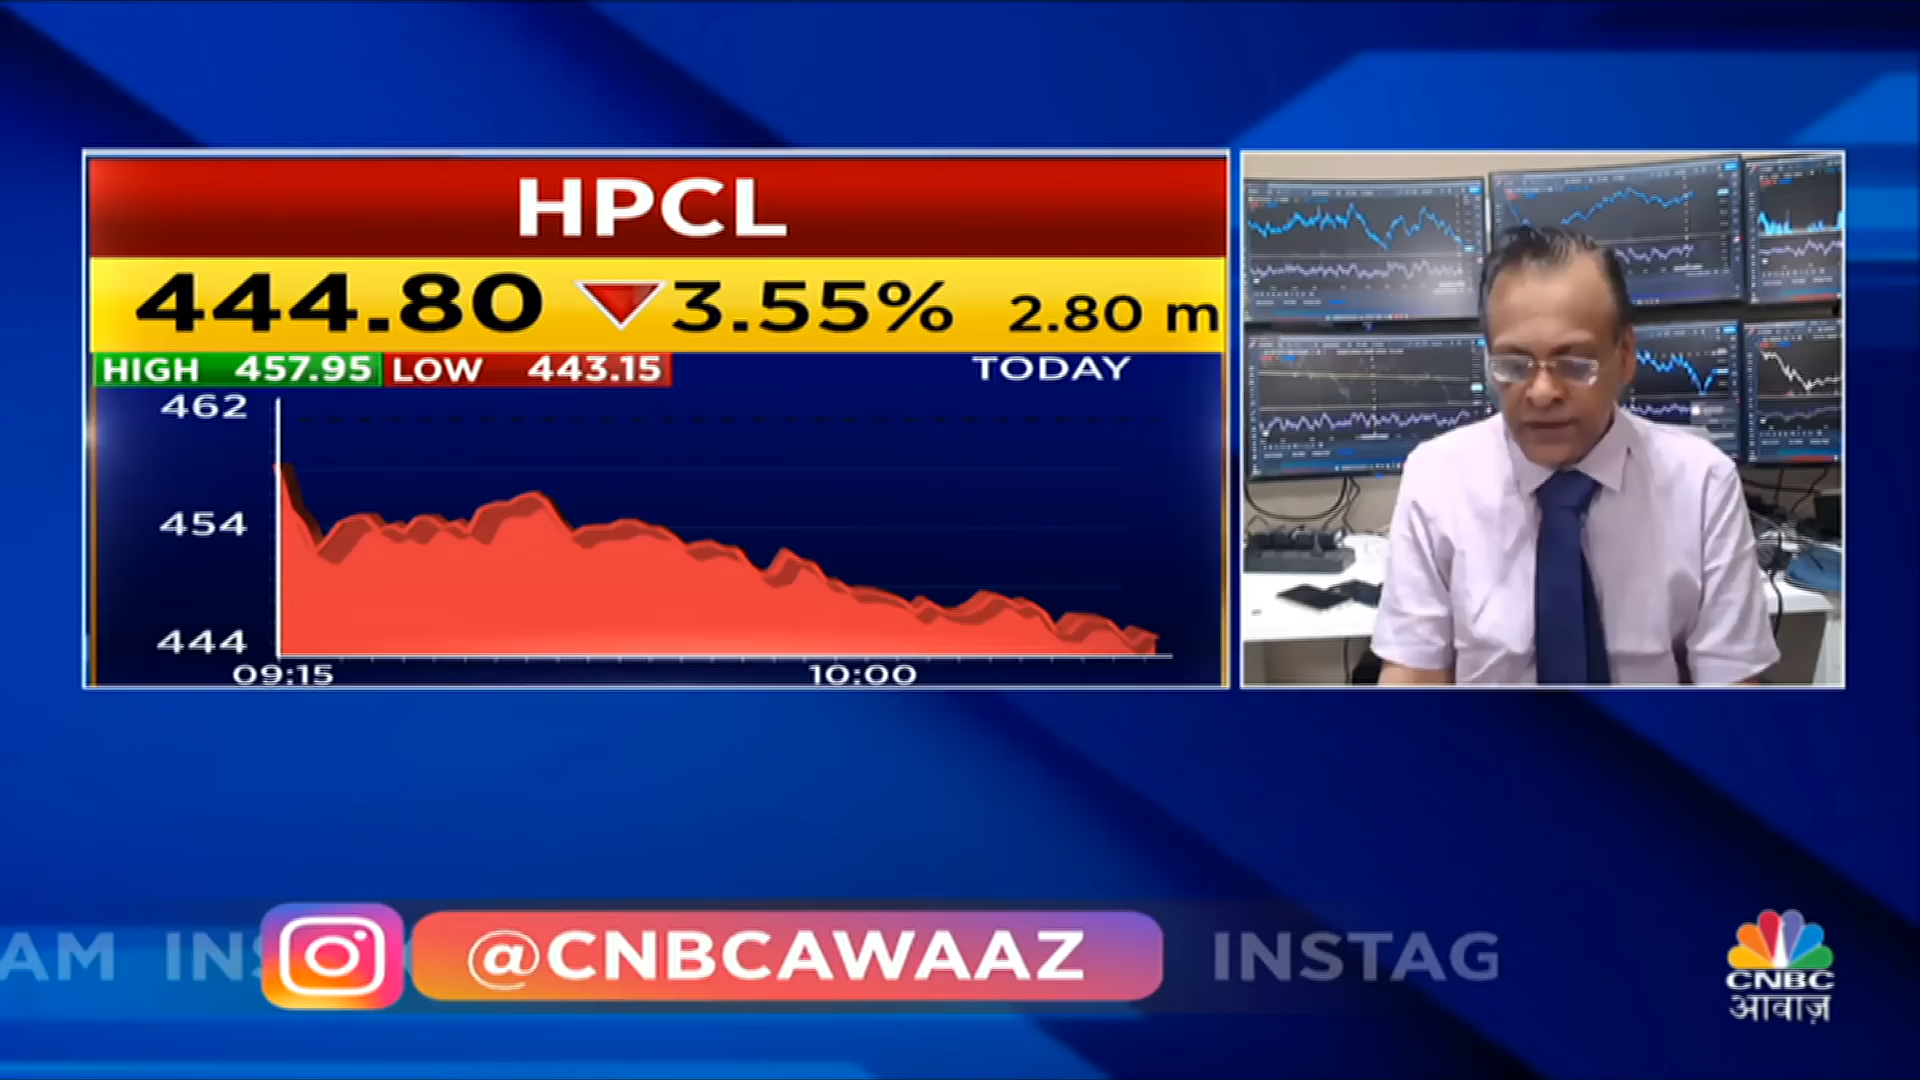 HPCL
444.80 3.55% 2.80 m
HIGH 457.95 LOW 443.15 TODAY
462
454
444
09:15 10:00
AM INS @CNBCAWAAZ INSTAG
CNBC
आवाज़